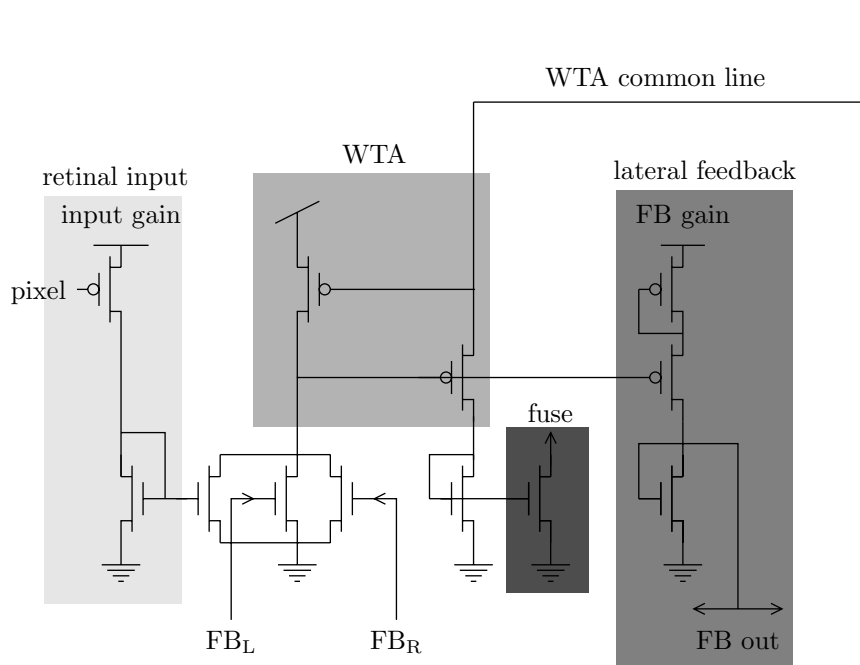 WTA common line
WTA
lateral feedback
retinal input
input gain
FB gain
pixel
fuse
FB_L
FB_R
FB out